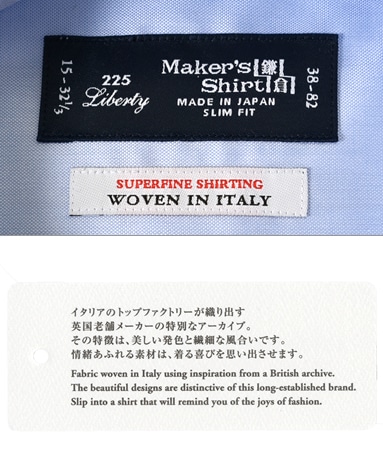 15-32⅓
225
Liberty
Maker's
Shirt 鎌倉
MADE IN JAPAN
SLIM FIT
38-82
SUPERFINE SHIRTING
WOVEN IN ITALY
イタリアのトップファクトリーが織り出す
英国老舗メーカーの特別なアーカイブ。
その特徴は、美しい発色と繊細な風合いです。
情緒あふれる素材は、着る喜びを思い出させます。
Fabric woven in Italy using inspiration from a British archive.
The beautiful designs are distinctive of this long-established brand.
Slip into a shirt that will remind you of the joys of fashion.